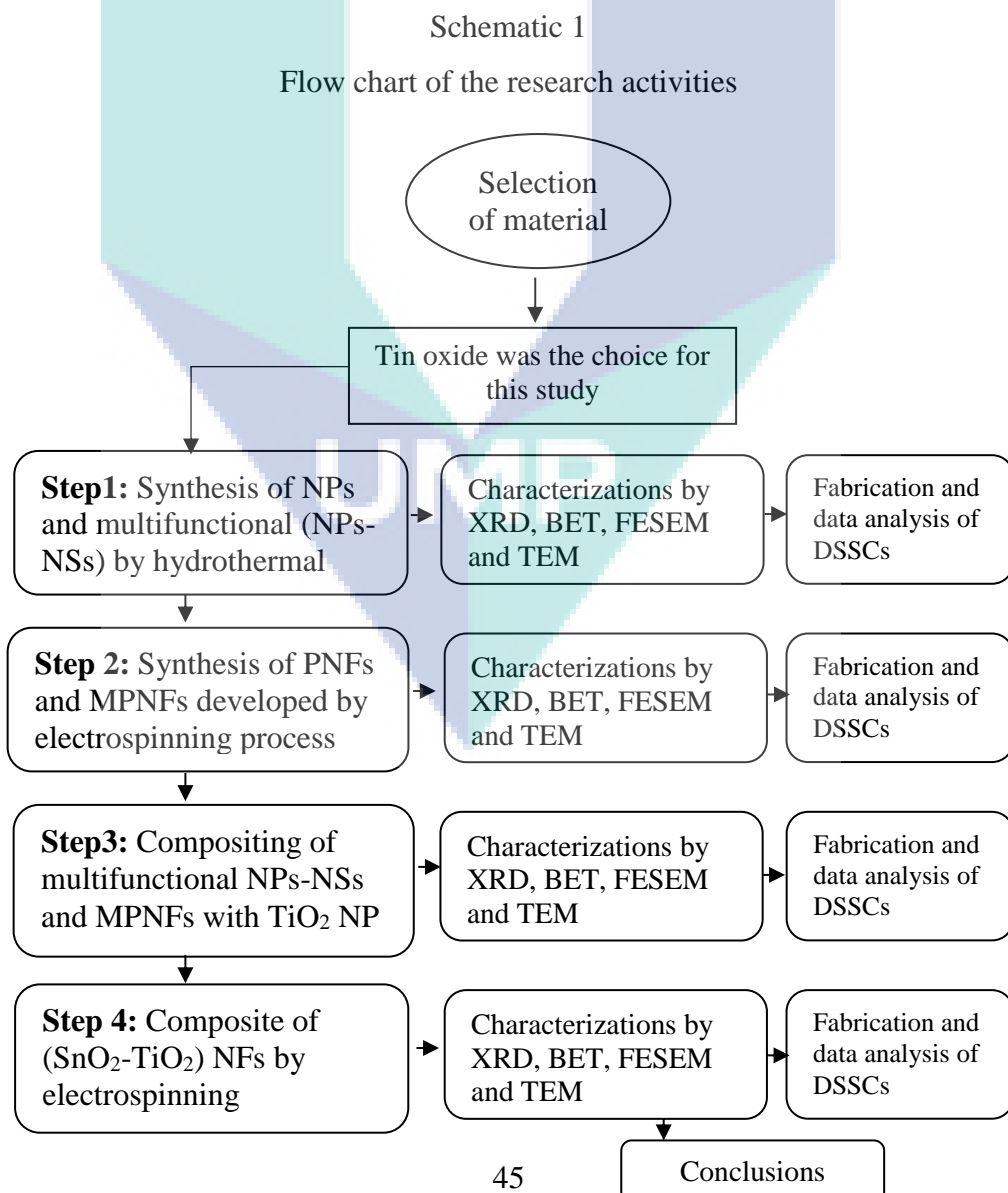 Schematic 1
Flow chart of the research activities
Selection
of material
Tin oxide was the choice for
this study
UMP
Step1: Synthesis of NPs
and multifunctional (NPs-
NSs) by hydrothermal
Characterizations by
XRD, BET, FESEM
and TEM
Fabrication and
data analysis of
DSSCs
Step 2: Synthesis of PNFs
and MPNFs developed by
electrospinning process
Characterizations by
XRD, BET, FESEM
and TEM
Fabrication and
data analysis of
DSSCs
Step3: Compositing of
multifunctional NPs-NSs
and MPNFs with TiO₂ NP
Characterizations by
XRD, BET, FESEM
and TEM
Fabrication and
data analysis of
DSSCs
Step 4: Composite of
(SnO₂-TiO₂) NFs by
electrospinning
Characterizations by
XRD, BET, FESEM
and TEM
Fabrication and
data analysis of
DSSCs
Conclusions
45